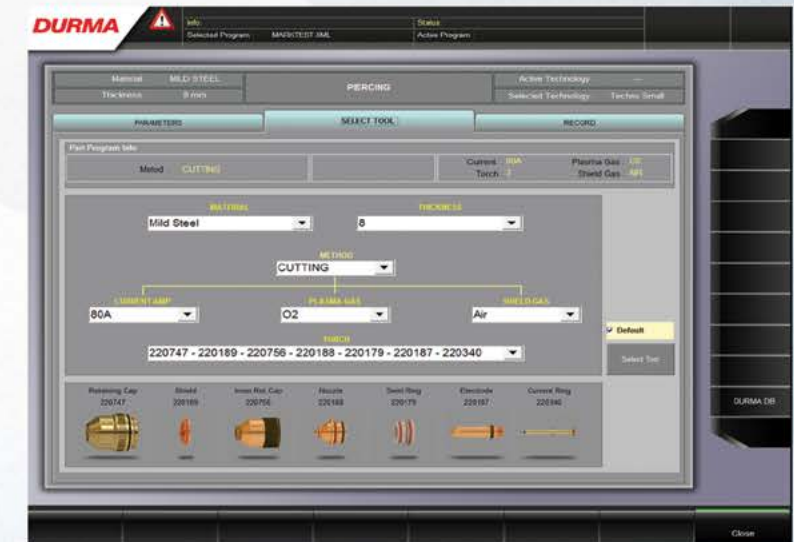 DURMA
Info: Status
Selected Program MARKTEST.XML Active Program
Material MILD STEEL PIERCING Active Technology ---
Thickness 8 mm Selected Technology Techno Small
PARAMETERS SELECT TOOL RECORD
Part Program Info
Metod CUTTING Current 80A Plasma Gas O2
Torch Shield Gas AIR
MATERIAL THICKNESS
Mild Steel 8
METHOD
CUTTING
CURRENT AMP PLASMA GAS SHIELD GAS
80A O2 Air
TORCH
220747 - 220189 - 220756 - 220188 - 220179 - 220187 - 220340
Default
Select Tool
Retaining Cap Shield Inner Ret. Cap Nozzle Swirl Ring Electrode Current Ring
220747 220189 220756 220188 220179 220187 220340
DURMA DB
Close